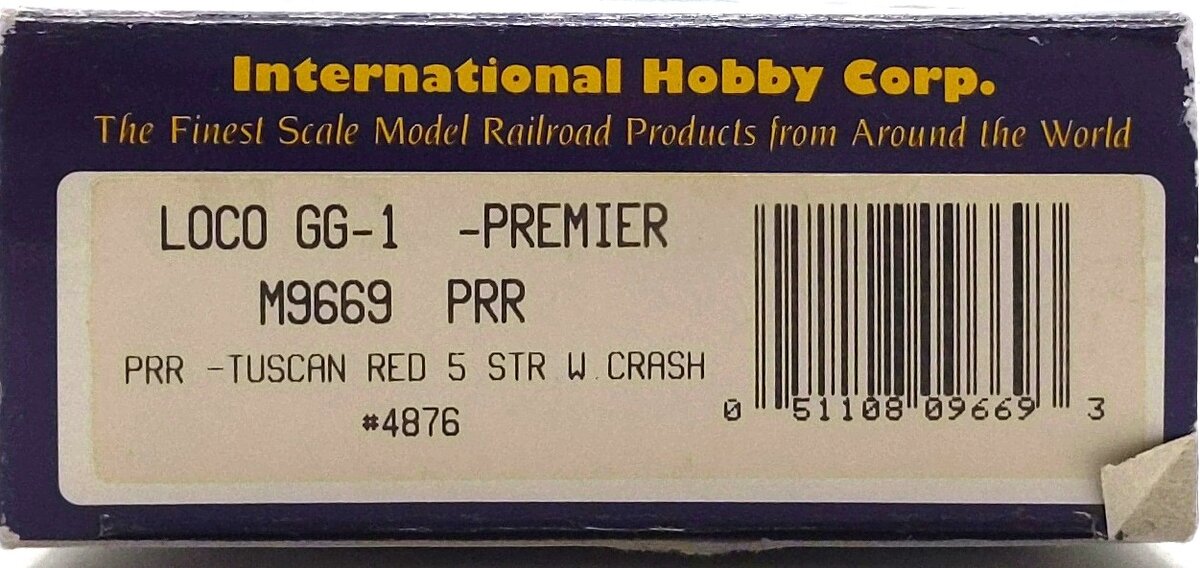 International Hobby Corp.
The Finest Scale Model Railroad Products from Around the World
LOCO GG-1 -PREMIER
M9669 PRR
PRR -TUSCAN RED 5 STR W CRASH
#4876
0 51108 09669 3